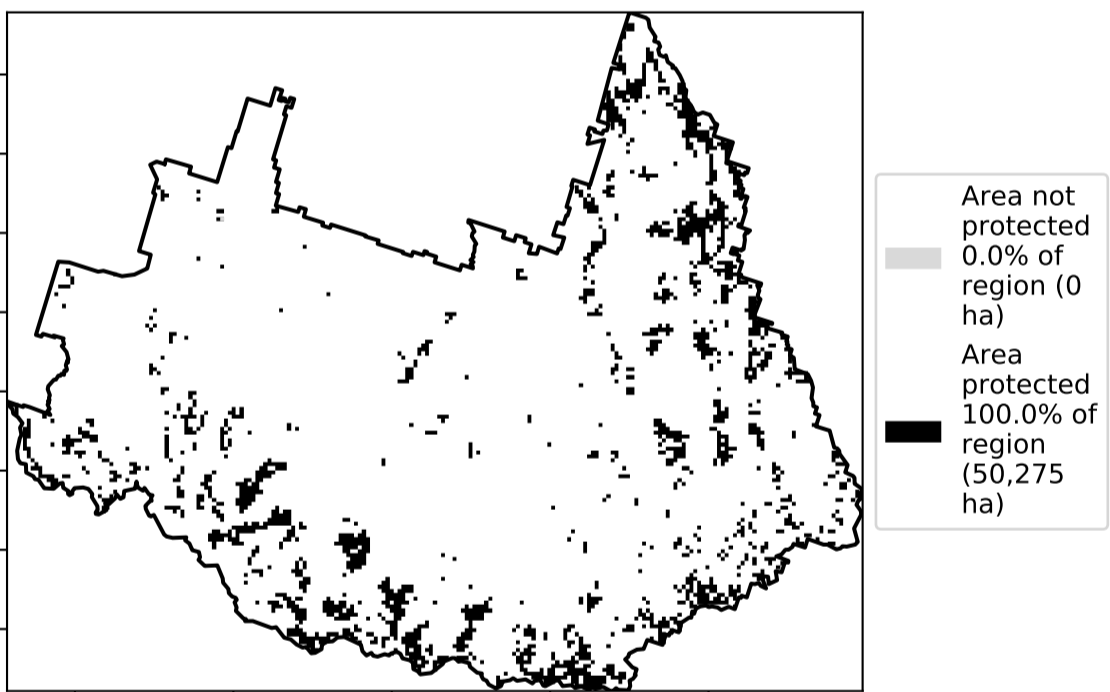 Area not
protected
0.0% of
region (0
ha)
Area
protected
100.0% of
region
(50,275
ha)